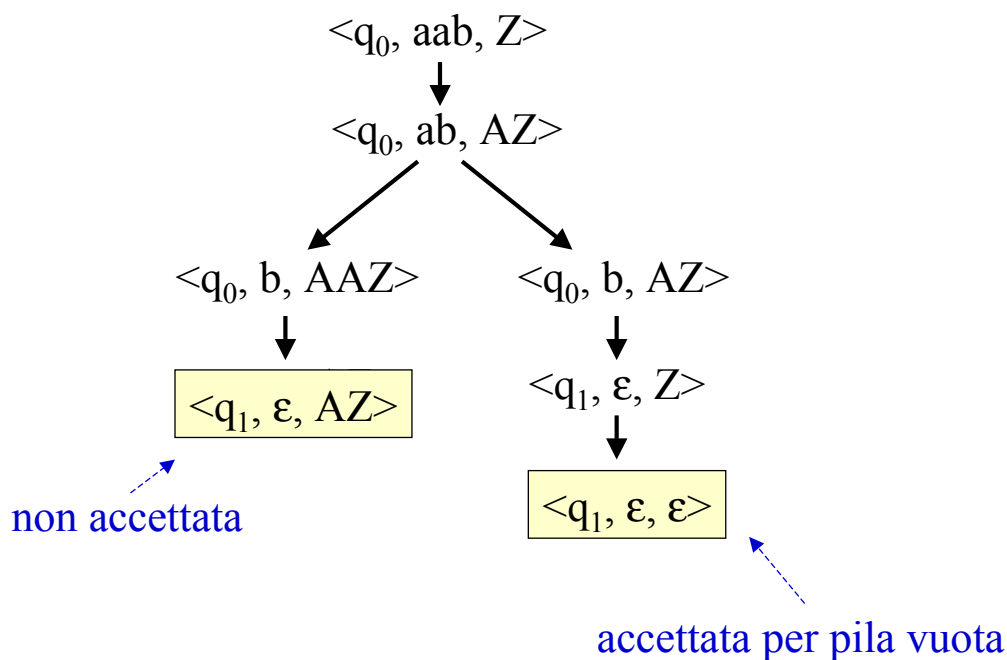 <q₀, aab, Z>
<q₀, ab, AZ>
<q₀, b, AAZ> <q₀, b, AZ>
<q₁, ε, AZ> <q₁, ε, Z>
non accettata <q₁, ε, ε>
accettata per pila vuota